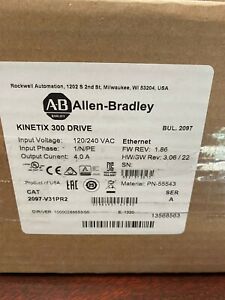 Rockwell Automation, 1202 S 2nd St, Milwaukee, WI 53204, USA
AB
Allen-Bradley
KINETIX 300 DRIVE BUL. 2097
Input Voltage: 120/240 VAC Ethernet
Input Phase: 1/N/PE FW REV: 1.86
Output Current: 4.0 A HW/SW Rev: 3.06 / 22
SN:
Product of USA Material: PN-55543
CAT SER
2097-V31PR2 A